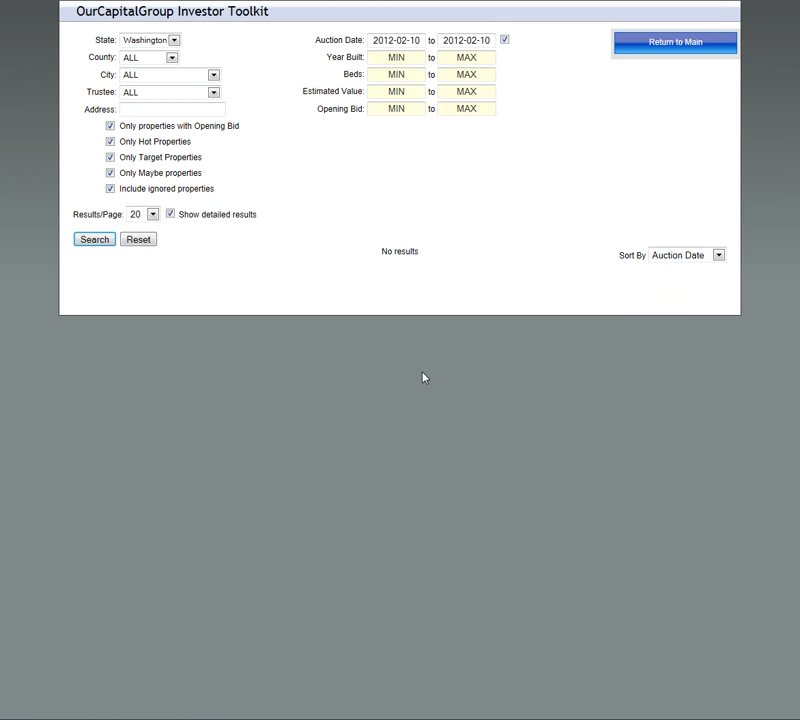 OurCapitalGroup Investor Toolkit
State: Washington
Auction Date: 2012-02-10 to 2012-02-10
Return to Main
County: ALL
Year Built: MIN to MAX
City: ALL
Beds: MIN to MAX
Trustee: ALL
Estimated Value: MIN to MAX
Address:
Opening Bid: MIN to MAX
Only properties with Opening Bid
Only Hot Properties
Only Target Properties
Only Maybe properties
Include ignored properties
Results/Page: 20 Show detailed results
Search Reset
No results
Sort By Auction Date